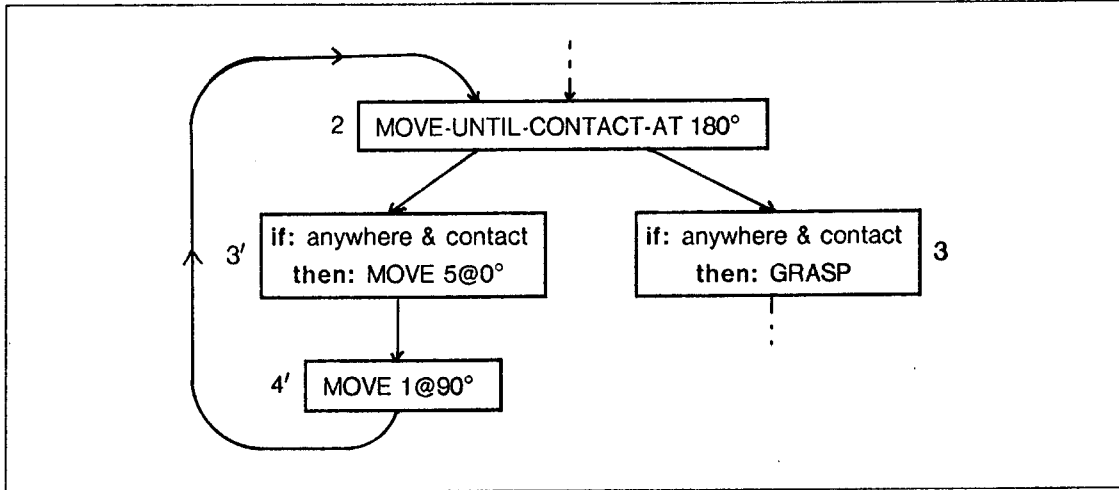 2 MOVE-UNTIL-CONTACT-AT 180°
if: anywhere & contact
3′ then: MOVE 5@0°
if: anywhere & contact
then: GRASP 3
4′ MOVE 1@90°